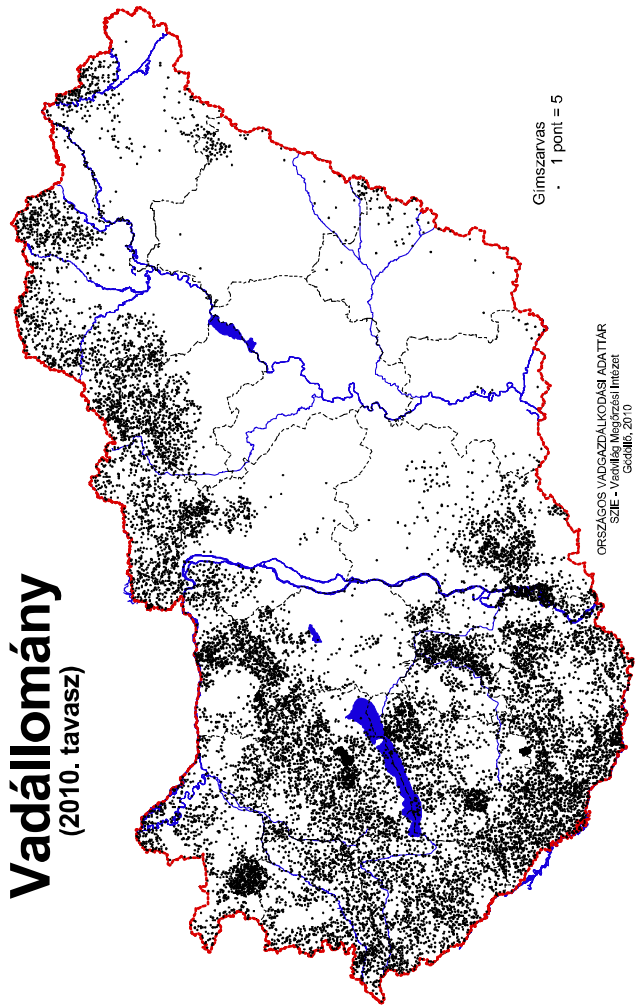 Vadállomány
(2010. tavasz)
Gímszarvas
· 1 pont = 5
ORSZÁGOS VADGAZDÁLKODÁSI ADATTÁR
SZIE - Vadvilág Megőrzési Intézet
Gödöllő, 2010